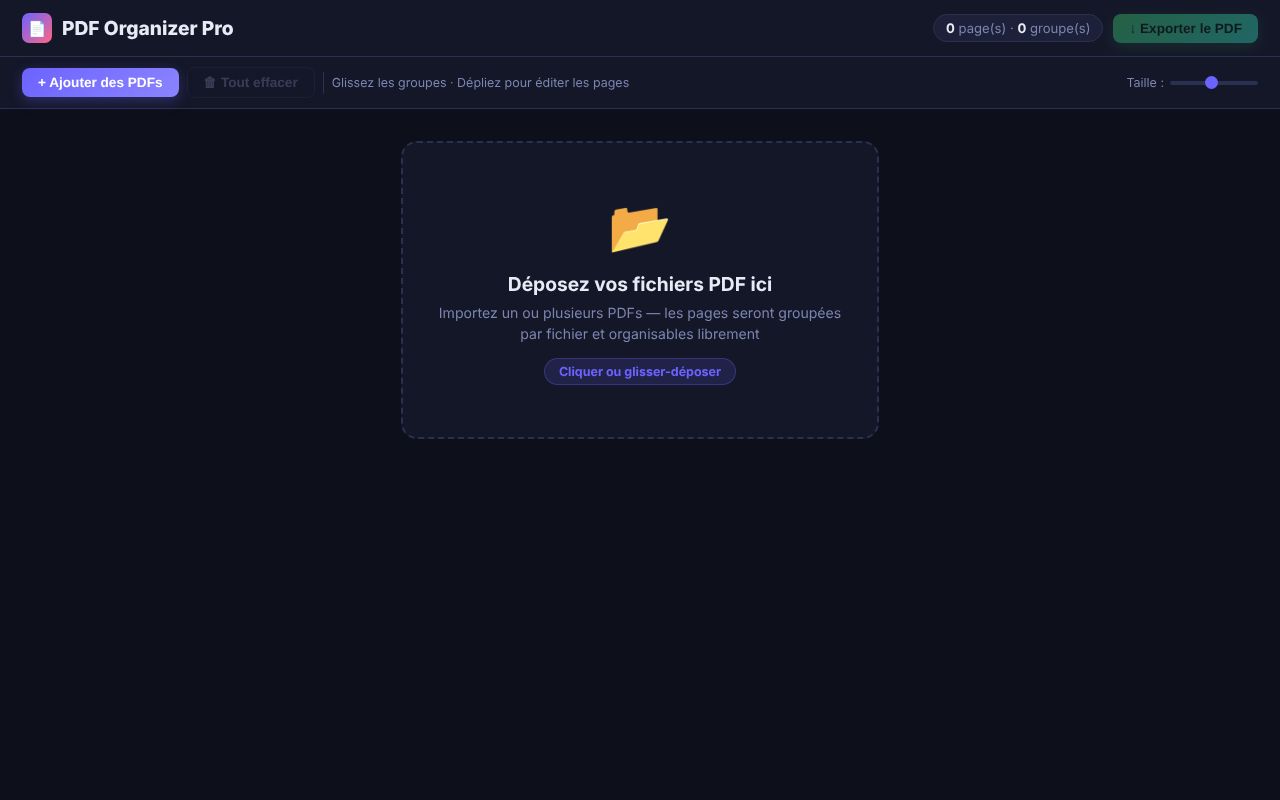 PDF Organizer Pro
0 page(s) · 0 groupe(s)
↓ Exporter le PDF
+ Ajouter des PDFs
Tout effacer
Glissez les groupes · Dépliez pour éditer les pages
Taille :
Déposez vos fichiers PDF ici
Importez un ou plusieurs PDFs — les pages seront groupées
par fichier et organisables librement
Cliquer ou glisser-déposer